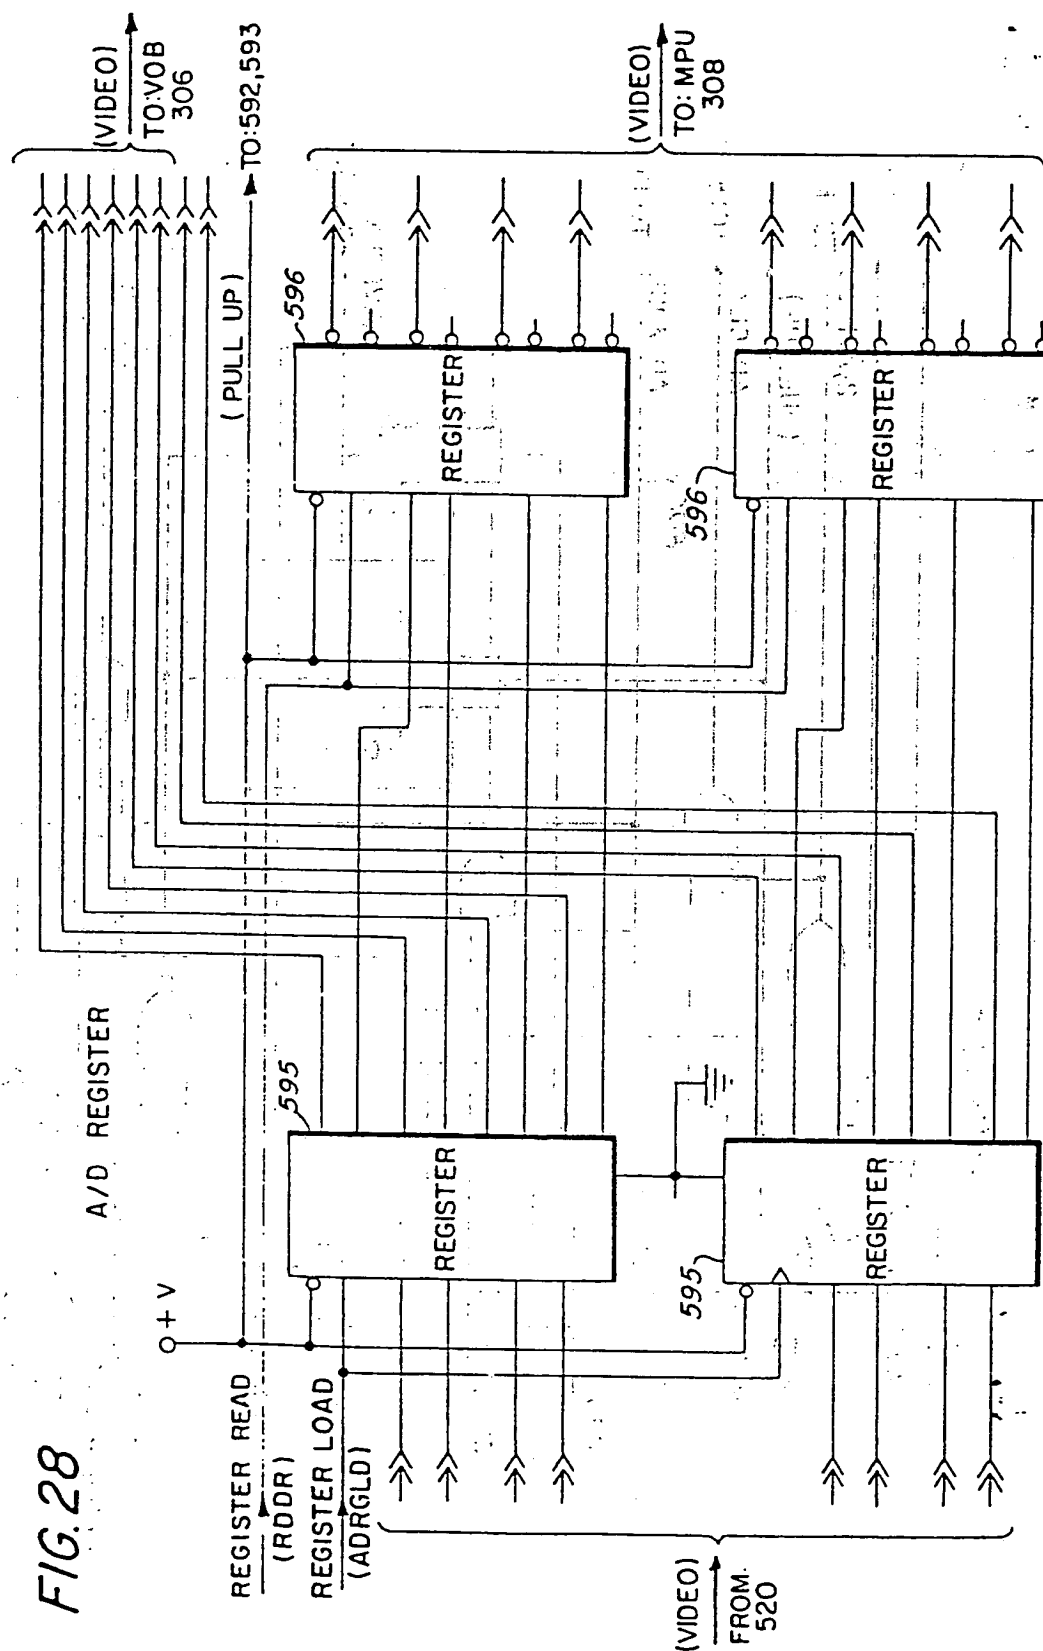 FIG.28
A/D REGISTER
+ V
REGISTER READ
(RDDR)
REGISTER LOAD
(ADRGLD)
(VIDEO)
FROM.
520
595
REGISTER
595
REGISTER
(PULL UP)
596
REGISTER
596
REGISTER
(VIDEO)
TO:VOB
306
TO:592,593
(VIDEO)
TO: MPU
308